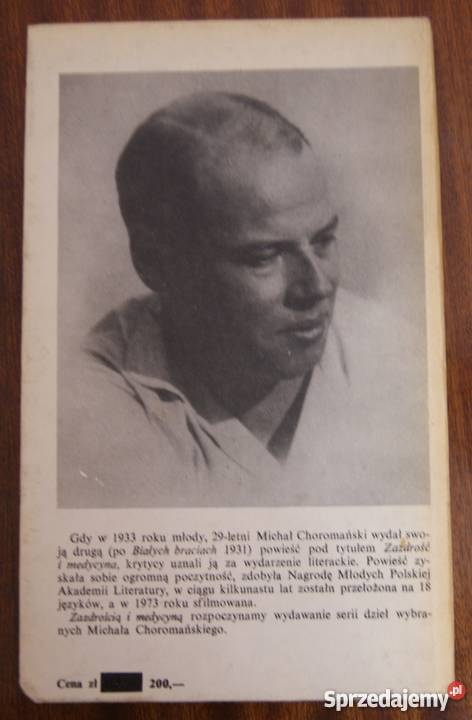 Gdy w 1933 roku młody, 29-letni Michał Choromański wydał swo-
ją drugą (po Białych braciach 1931) powieść pod tytułem Zazdrość
i medycyna, krytycy uznali ją za wydarzenie literackie. Powieść zy-
skała sobie ogromną poczytność, zdobyła Nagrodę Młodych Polskiej
Akademii Literatury, w ciągu kilkunastu lat została przełożona na 18
języków, a w 1973 roku sfilmowana.
Zazdrością i medycyną rozpoczynamy wydawanie serii dzieł wybra-
nych Michała Choromańskiego.
Cena zł 200,—
Sprzedajemy.pl